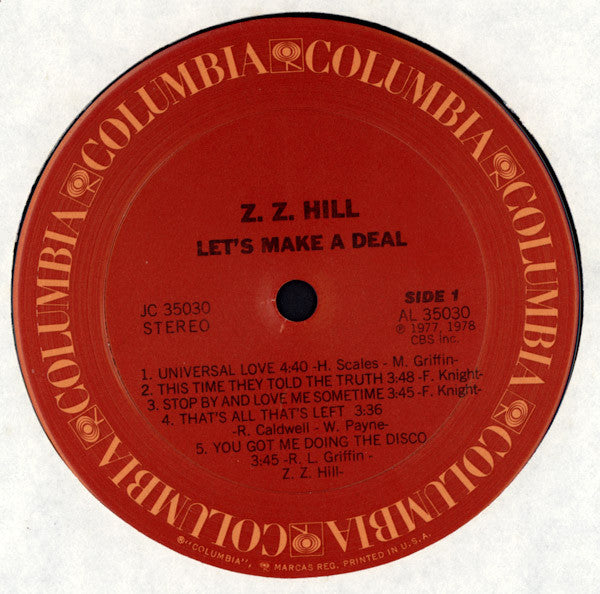 COLUMBIA COLUMBIA COLUMBIA COLUMBIA COLUMBIA COLUMBIA
Z. Z. HILL
LET'S MAKE A DEAL
JC 35030
STEREO
SIDE 1
AL 35030
℗ 1977, 1978
CBS Inc.
1. UNIVERSAL LOVE 4:40 -H. Scales - M. Griffin-
2. THIS TIME THEY TOLD THE TRUTH 3:48 -F. Knight-
3. STOP BY AND LOVE ME SOMETIME 3:45 -F. Knight-
4. THAT'S ALL THAT'S LEFT 3:36
-R. Caldwell - W. Payne-
5. YOU GOT ME DOING THE DISCO
3:45 -R. L. Griffin -
Z. Z. Hill-
®"COLUMBIA", MARCAS REG. PRINTED IN U.S.A.